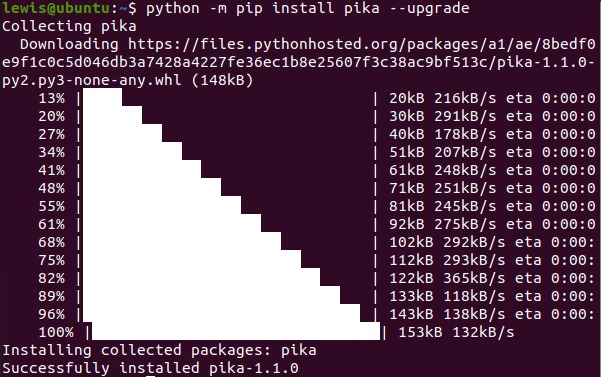 lewis@ubuntu:~$ python -m pip install pika --upgrade
Collecting pika
  Downloading https://files.pythonhosted.org/packages/a1/ae/8bedf0
e9f1c0c5d046db3a7428a4227fe36ec1b8e25607f3c38ac9bf513c/pika-1.1.0-
py2.py3-none-any.whl (148kB)
    13% | | 20kB 216kB/s eta 0:00:0
    20% | | 30kB 291kB/s eta 0:00:0
    27% | | 40kB 178kB/s eta 0:00:0
    34% | | 51kB 207kB/s eta 0:00:0
    41% | | 61kB 248kB/s eta 0:00:0
    48% | | 71kB 251kB/s eta 0:00:0
    55% | | 81kB 245kB/s eta 0:00:0
    61% | | 92kB 275kB/s eta 0:00:0
    68% | | 102kB 292kB/s eta 0:00:
    75% | | 112kB 293kB/s eta 0:00:
    82% | | 122kB 365kB/s eta 0:00:
    89% | | 133kB 118kB/s eta 0:00:
    96% | | 143kB 138kB/s eta 0:00:
    100% | | 153kB 132kB/s
Installing collected packages: pika
Successfully installed pika-1.1.0